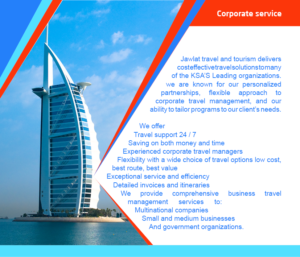 Corporate service
Jawlat travel and tourism delivers
costeffectivetravelsolutionstomany
of the KSA'S Leading organizations.
we are known for our personalized
partnerships, flexible approach to
corporate travel management, and our
ability to tailor programs to our client's needs.
We offer
Travel support 24 / 7
Saving on both money and time
Experienced corporate travel managers
Flexibility with a wide choice of travel options low cost,
best route, best value
Exceptional service and efficiency
Detailed invoices and itineraries
We provide comprehensive business travel
management services to:
Multinational companies
Small and medium businesses
And government organizations.